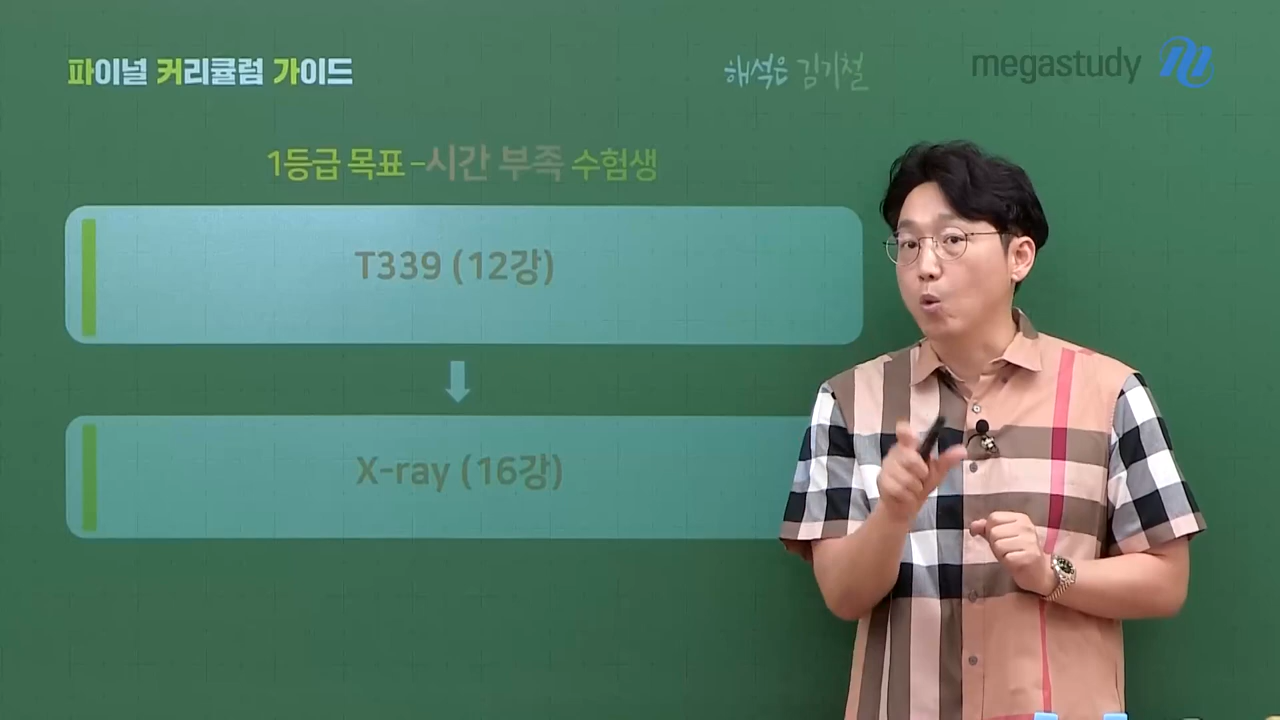 파이널 커리큘럼 가이드
해석은 김기철
megastudy
1등급 목표 - 시간 부족 수험생
T339 (12강)
X-ray (16강)